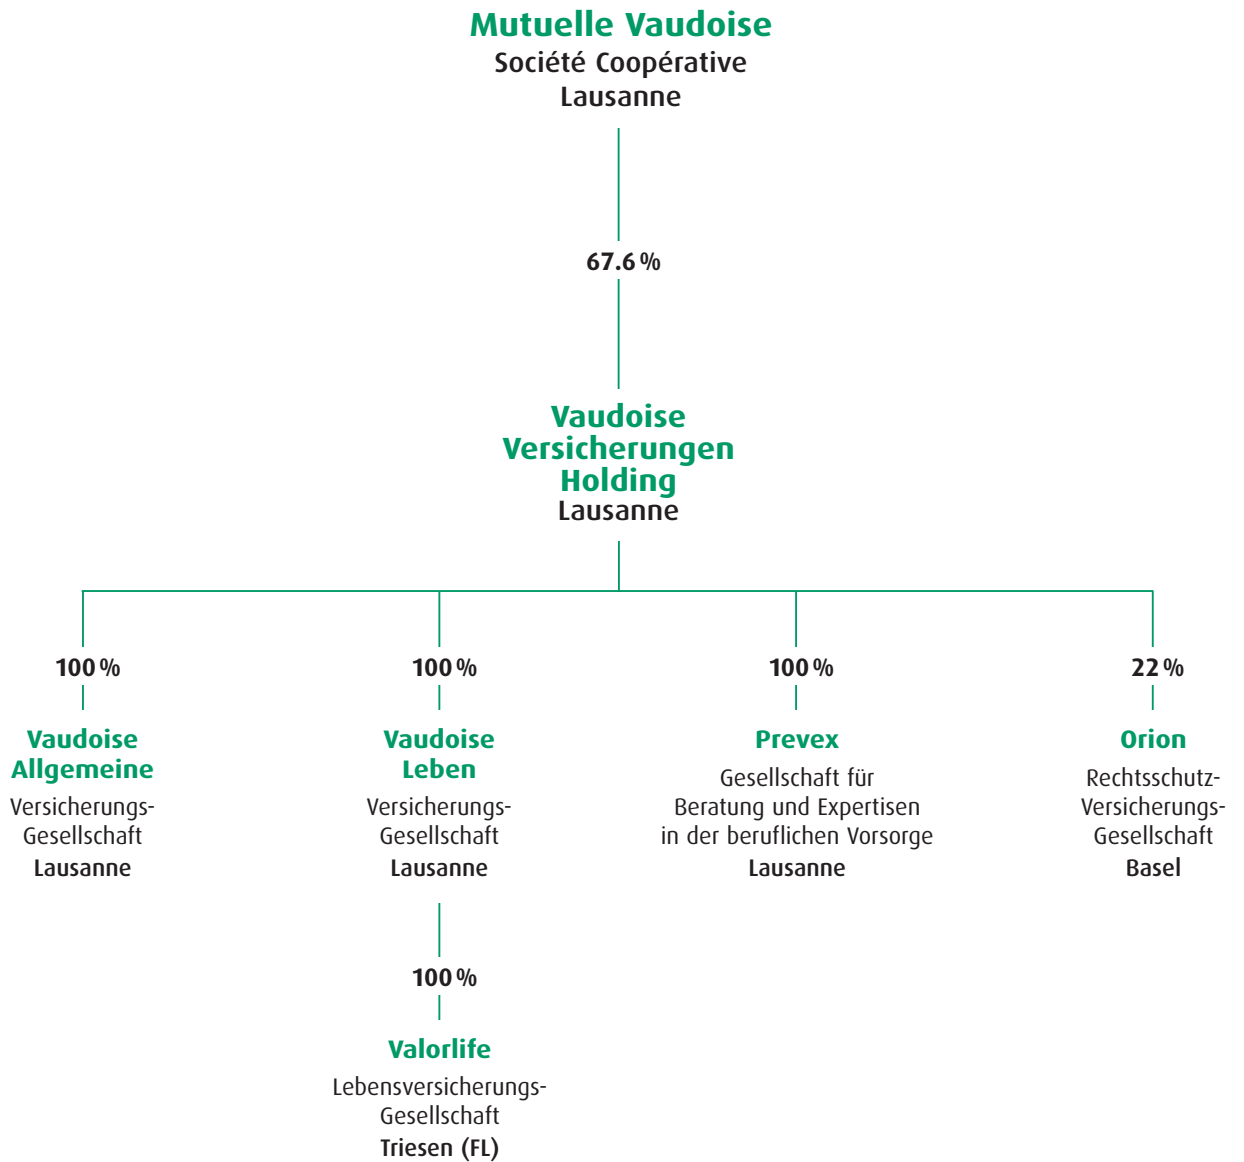 Mutuelle Vaudoise
Société Coopérative
Lausanne
67.6 %
Vaudoise
Versicherungen
Holding
Lausanne
100 %
100 %
100 %
22 %
Vaudoise
Allgemeine
Versicherungs-
Gesellschaft
Lausanne
Vaudoise
Leben
Versicherungs-
Gesellschaft
Lausanne
Prevex
Gesellschaft für
Beratung und Expertisen
in der beruflichen Vorsorge
Lausanne
Orion
Rechtsschutz-
Versicherungs-
Gesellschaft
Basel
100 %
Valorlife
Lebensversicherungs-
Gesellschaft
Triesen (FL)